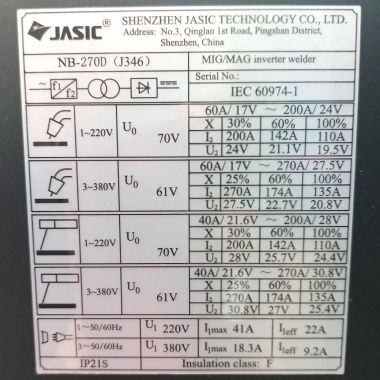 JASIC SHENZHEN JASIC TECHNOLOGY CO., LTD.
Address: No.3, Qinglan 1st Road, Pingshan District,
Shenzhen, China
NB-270D (J346) MIG/MAG inverter welder
Serial No.:
f1 f2 IEC 60974-1
60A/ 17V ~ 200A/ 24V
X 30% 60% 100%
1~220V U0 70V I2 200A 142A 110A
U2 24V 21.1V 19.5V
60A/ 17V ~ 270A/ 27.5V
X 25% 60% 100%
3~380V U0 61V I2 270A 174A 135A
U2 27.5V 22.7V 20.8V
40A/ 21.6V ~ 200A/ 28V
X 30% 60% 100%
1~220V U0 70V I2 200A 142A 110A
U2 28V 25.7V 24.4V
40A/ 21.6V ~ 270A/ 30.8V
X 25% 60% 100%
3~380V U0 61V I2 270A 174A 135A
U2 30.8V 27V 25.4V
1~50/60Hz U1 220V I1max 41A I1eff 22A
3~50/60Hz U1 380V I1max 18.3A I1eff 9.2A
IP21S Insulation class: F